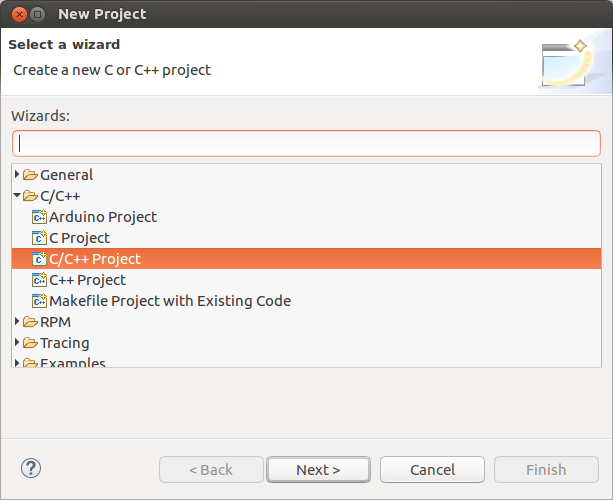 New Project
Select a wizard
Create a new C or C++ project
Wizards:
General
C/C++
Arduino Project
C Project
C/C++ Project
C++ Project
Makefile Project with Existing Code
RPM
Tracing
Examples
< Back Next > Cancel Finish